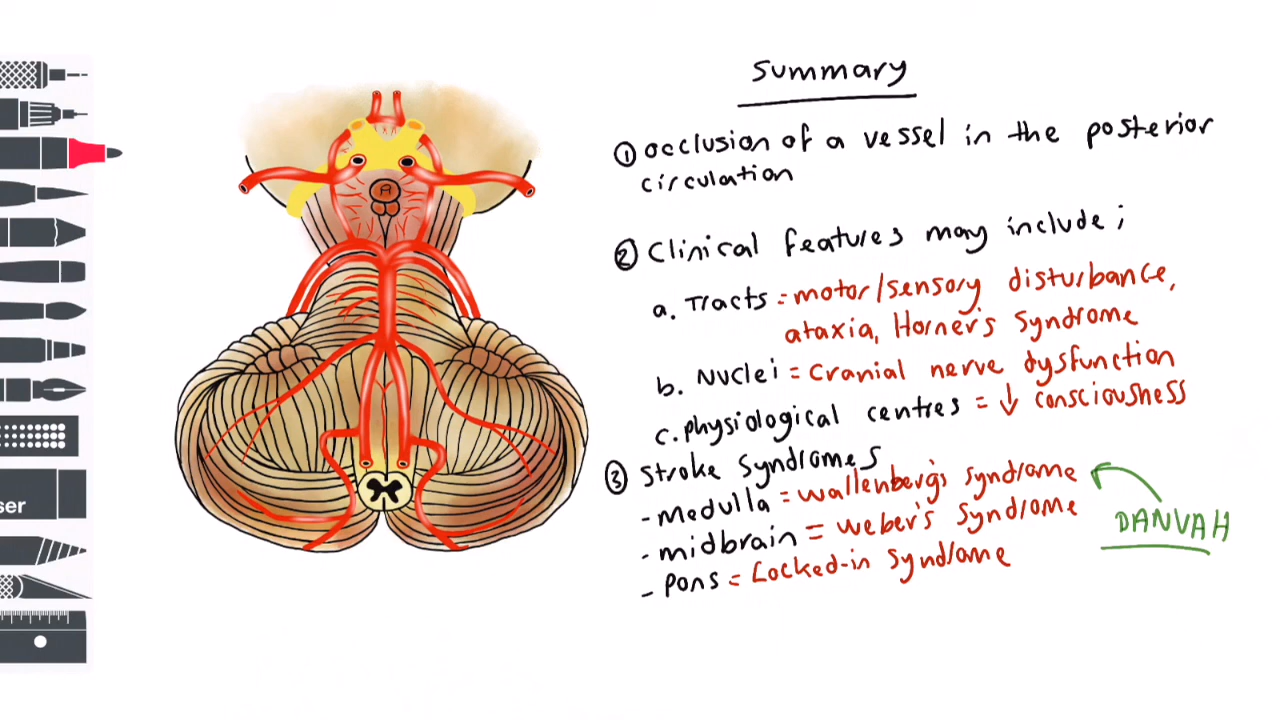 Summary
① Occlusion of a vessel in the posterior
circulation
② Clinical features may include ;
a. Tracts = motor/sensory disturbance,
ataxia, Horner's Syndrome
b. Nuclei = cranial nerve dysfunction
c. physiological centres = ↓ consciousness
③ Stroke Syndromes
- Medulla = Wallenberg's Syndrome
DANVAH
- midbrain = Weber's Syndrome
- Pons = Locked-in Syndrome
A
M
ser